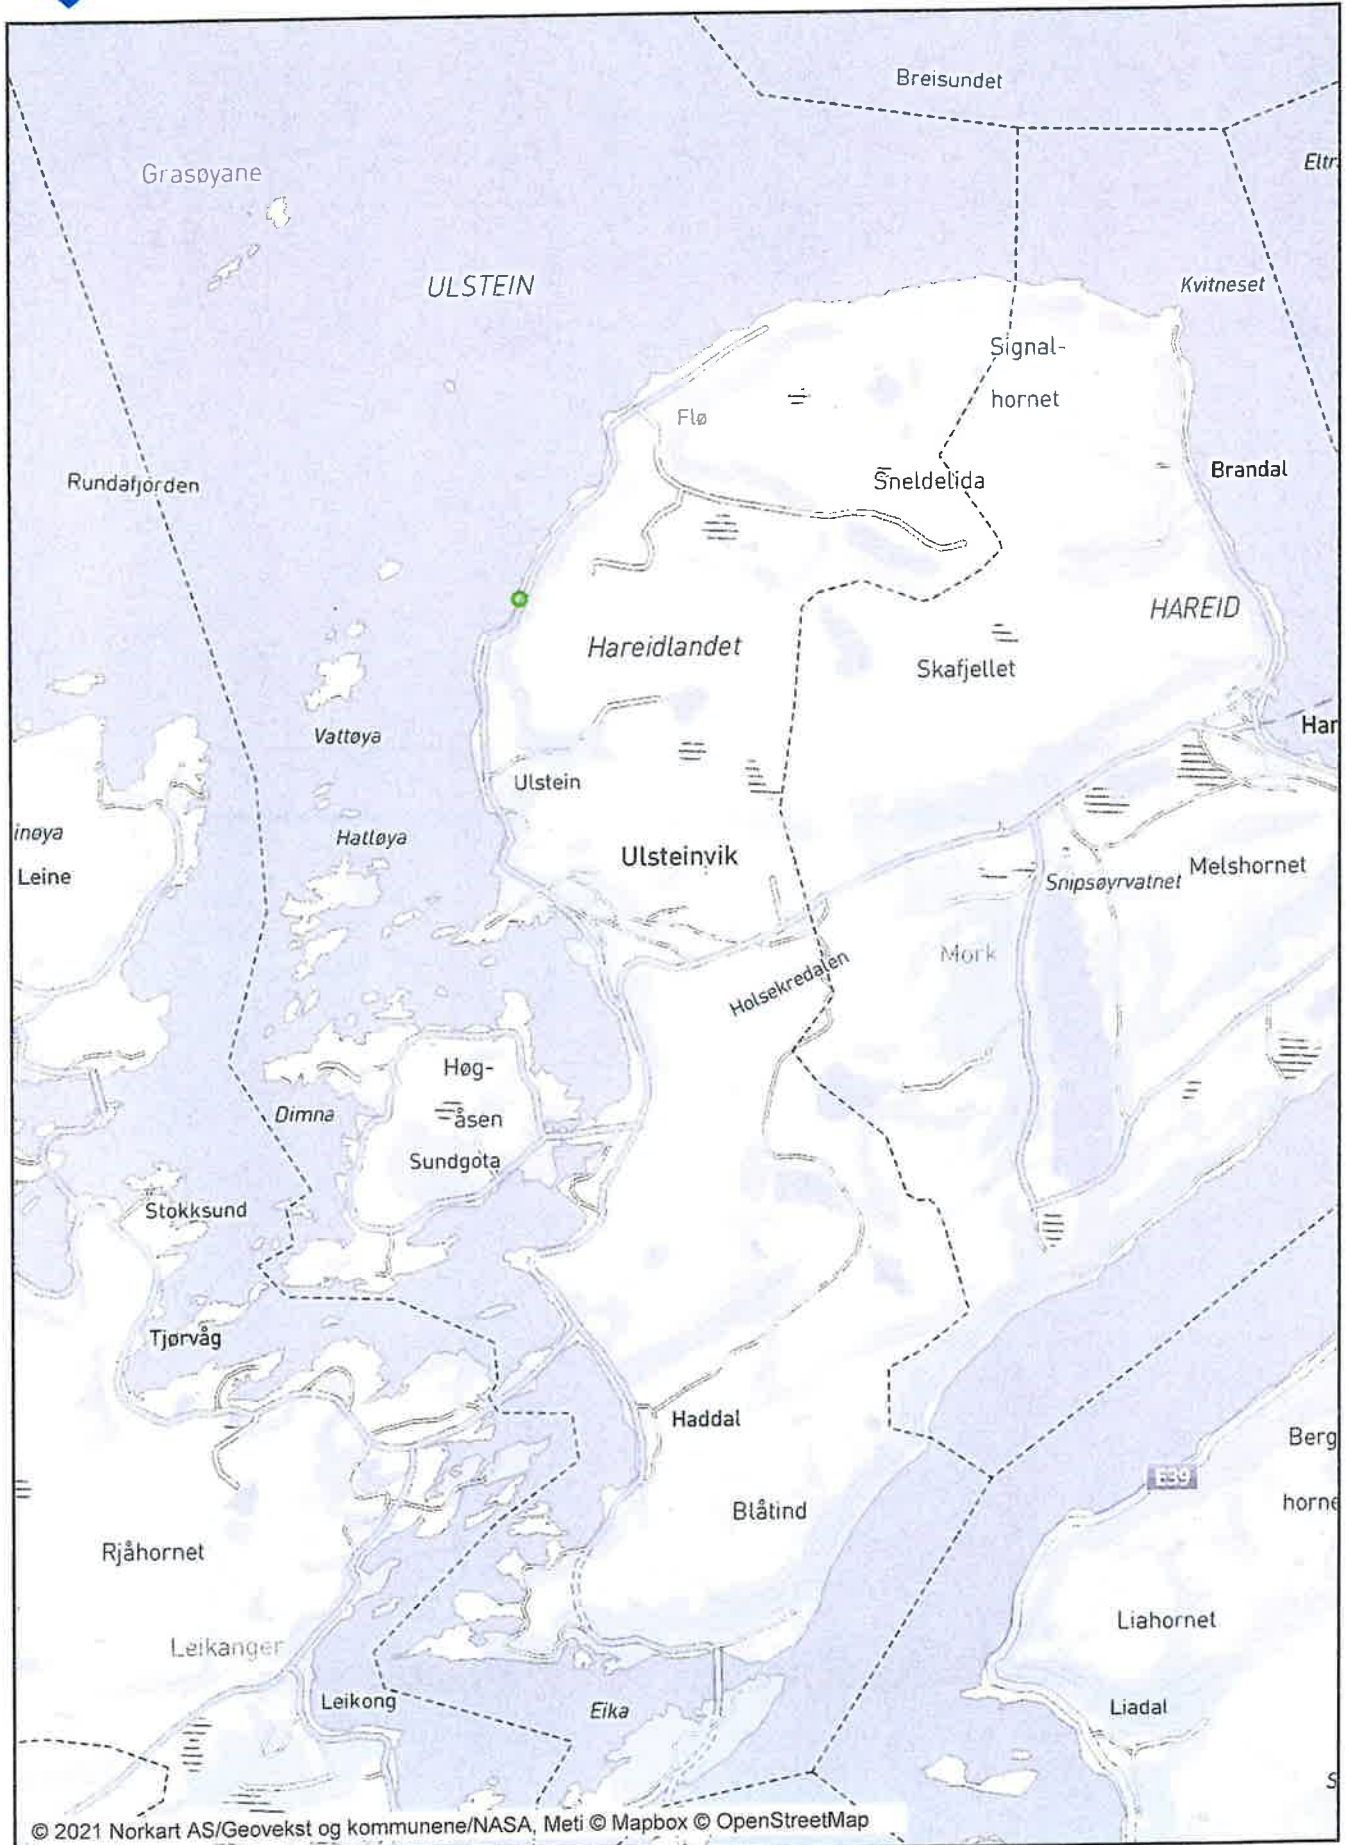 Breisundet
Grasøyane
Eltr
ULSTEIN
Kvitneset
Signal-
hornet
Flø
Brandal
Sneldelida
Rundafjorden
HAREID
Hareidlandet
Skafjellet
Har
Vattøya
Ulstein
inøya
Hatløya
Ulsteinvik
Leine
Snipsøyrvatnet
Melshornet
Mork
Holsekredalen
Høg-
åsen
Dimna
Sundgota
Stokksund
Tjørvåg
Haddal
Berg
E39
horne
Blåtind
Rjåhornet
Liahornet
Leikanger
Leikong
Eika
Liadal
S
© 2021 Norkart AS/Geovekst og kommunene/NASA, Meti © Mapbox © OpenStreetMap